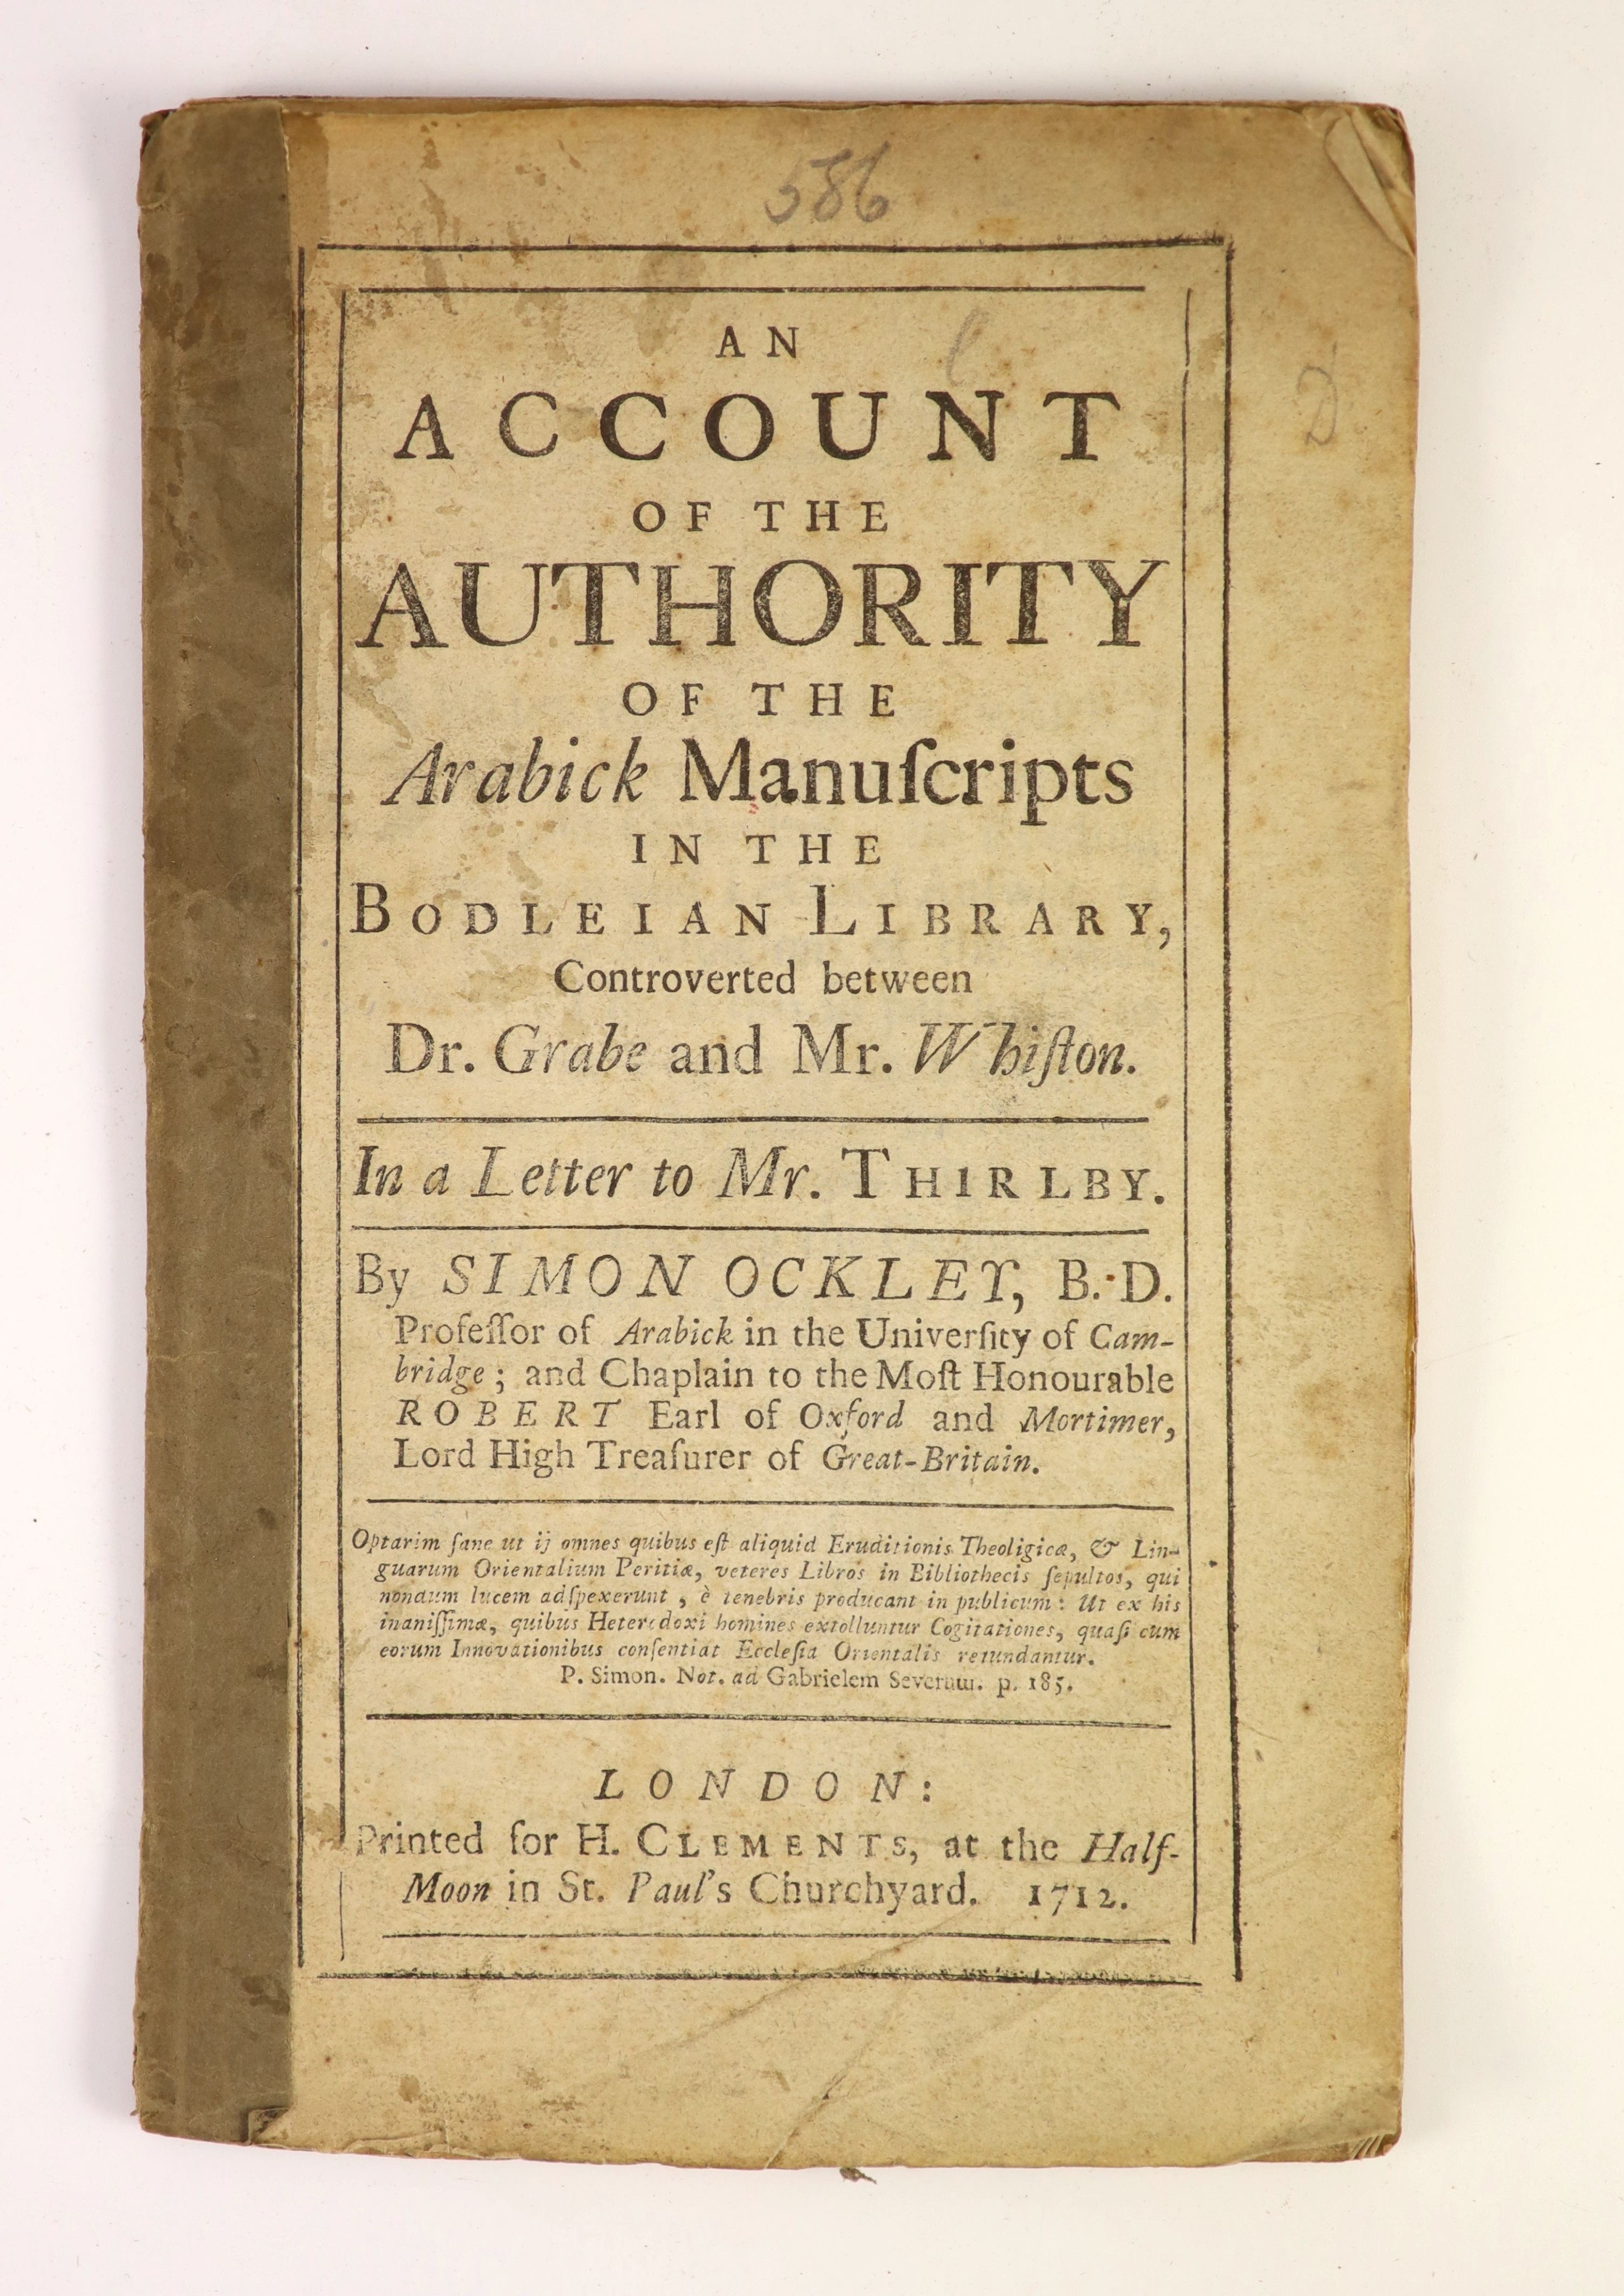 586
AN
ACCOUNT
OF THE
AUTHORITY
OF THE
Arabick Manuſcripts
IN THE
BODLEIAN LIBRARY,
Controverted between
Dr. Grabe and Mr. Whiſton.
In a Letter to Mr. THIRLBY.
By SIMON OCKLEY, B. D.
Profeſſor of Arabick in the Univerſity of Cam-
bridge; and Chaplain to the Moſt Honourable
ROBERT Earl of Oxford and Mortimer,
Lord High Treaſurer of Great-Britain.
Optarim ſane ut ij omnes quibus eſt aliquid Eruditionis Theoligicæ, & Lin-
guarum Orientalium Peritiæ, veteres Libros in Bibliothecis ſepultos, qui
nondum lucem adſpexerunt, è tenebris producant in publicum: Ut ex his
inaniſſimæ, quibus Heterodoxi homines extolluntur Cogitationes, quaſi cum
eorum Innovationibus conſentiat Eccleſia Orientalis retundantur.
P. Simon. Not. ad Gabrielem Severum. p. 185.
LONDON:
Printed for H. CLEMENTS, at the Half-
Moon in St. Paul's Churchyard. 1712.